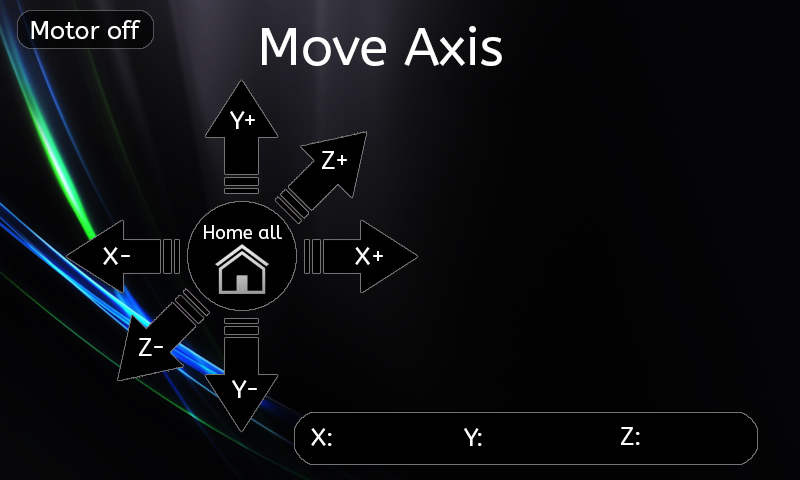 Motor off
Move Axis
Y+
Z+
Home all
X-
X+
Z-
Y-
X: Y: Z: